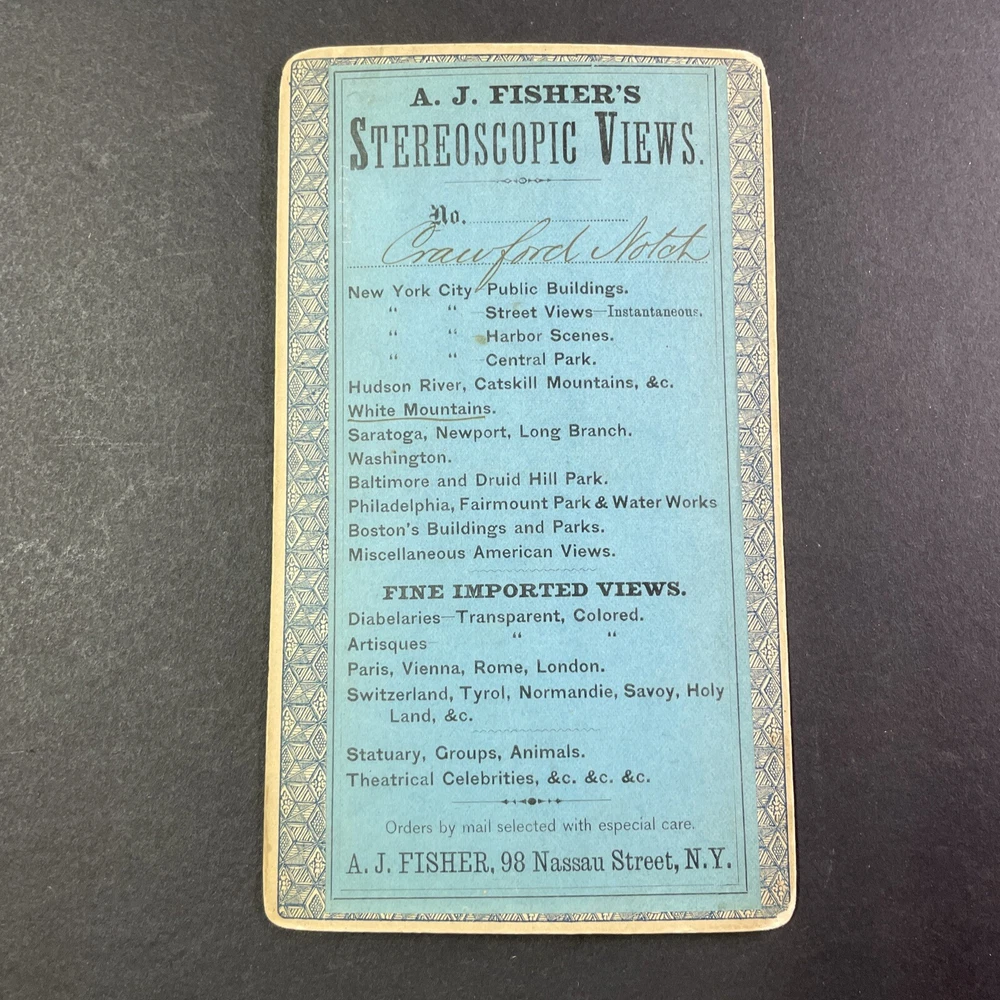 A. J. FISHER'S
STEREOSCOPIC VIEWS.
No.
Crawford Notch
New York City Public Buildings.
“ “ Street Views—Instantaneous.
“ “ Harbor Scenes.
“ “ Central Park.
Hudson River, Catskill Mountains, &c.
White Mountains.
Saratoga, Newport, Long Branch.
Washington.
Baltimore and Druid Hill Park.
Philadelphia, Fairmount Park & Water Works
Boston's Buildings and Parks.
Miscellaneous American Views.
FINE IMPORTED VIEWS.
Diabelaries—Transparent, Colored.
Artisques— “ “
Paris, Vienna, Rome, London.
Switzerland, Tyrol, Normandie, Savoy, Holy
Land, &c.
Statuary, Groups, Animals.
Theatrical Celebrities, &c. &c. &c.
Orders by mail selected with especial care.
A. J. FISHER, 98 Nassau Street, N.Y.